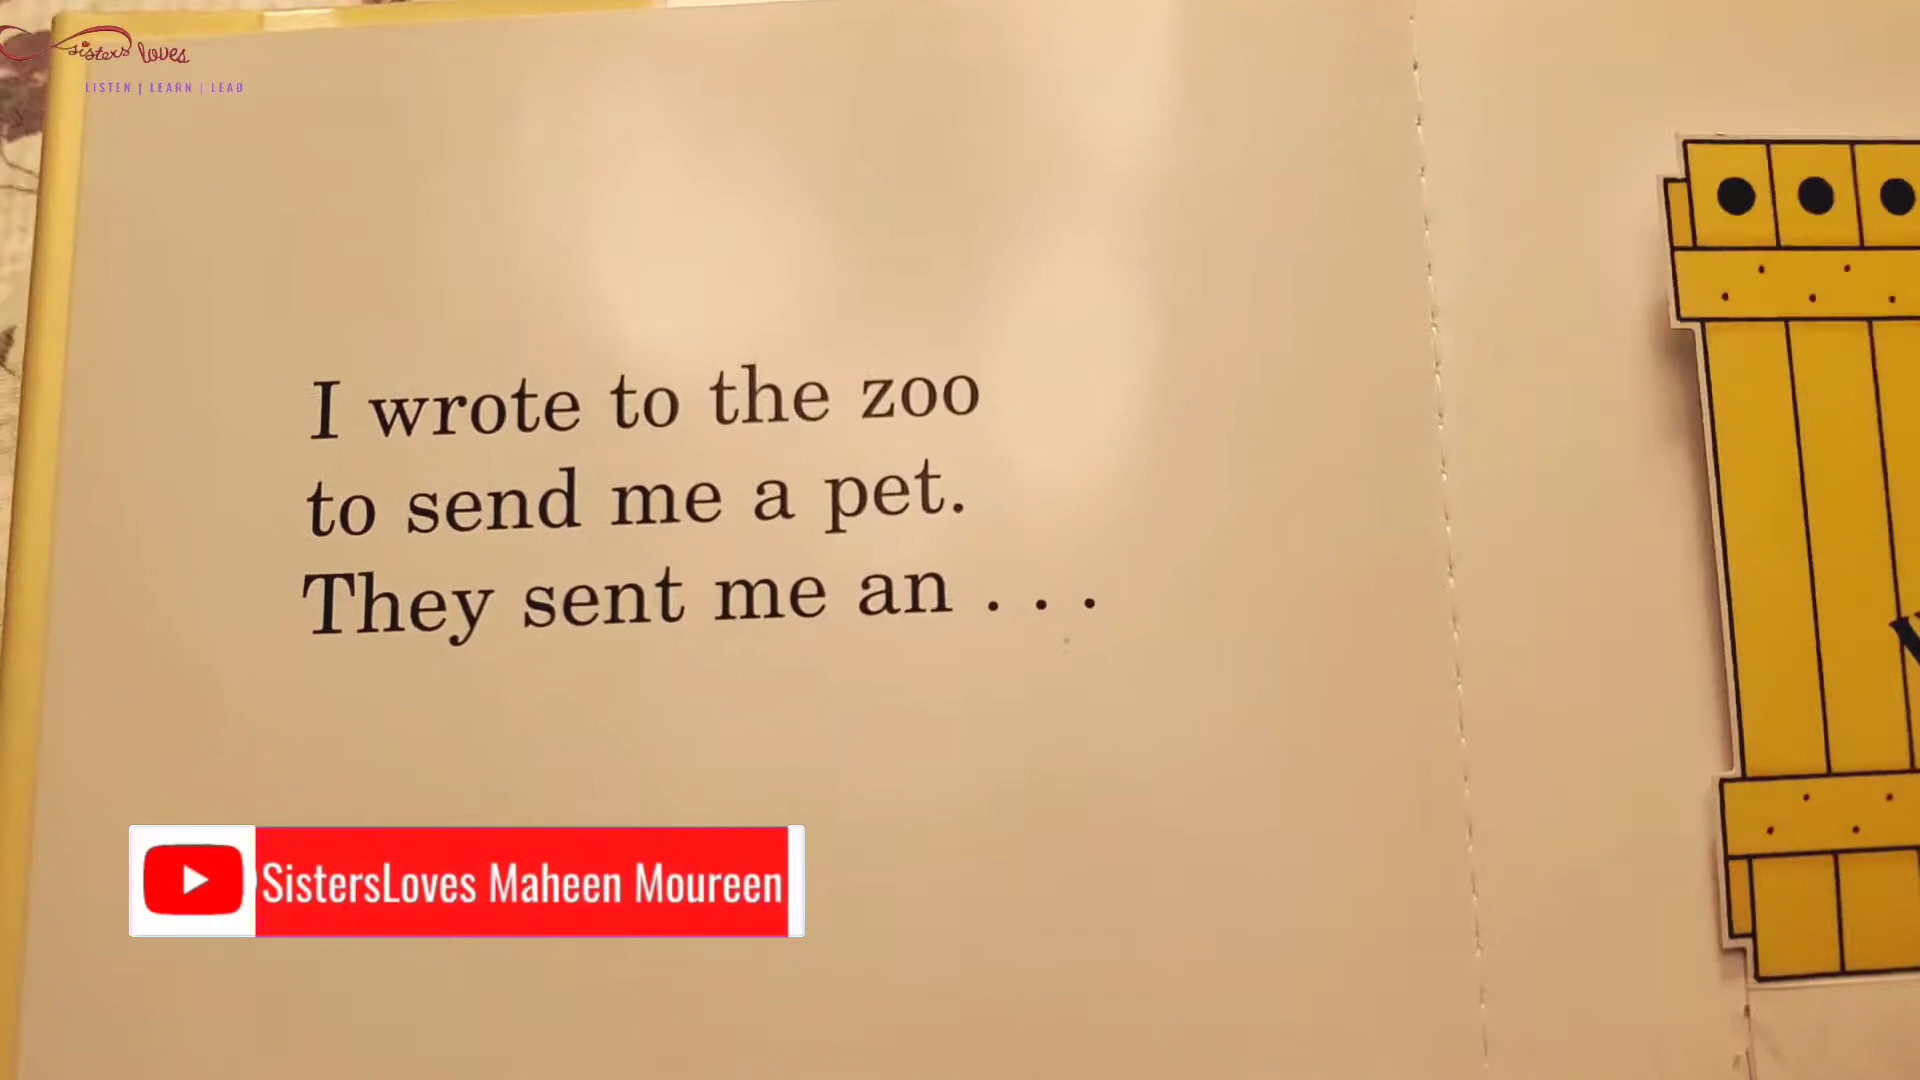 sisters loves
LISTEN | LEARN | LEAD
I wrote to the zoo
to send me a pet.
They sent me an . . .
SistersLoves Maheen Moureen